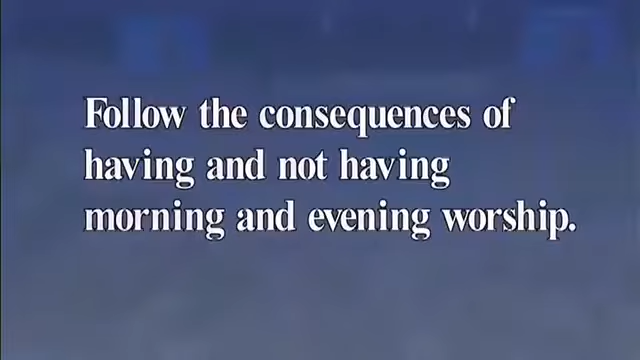 Follow the consequences of
having and not having
morning and evening worship.